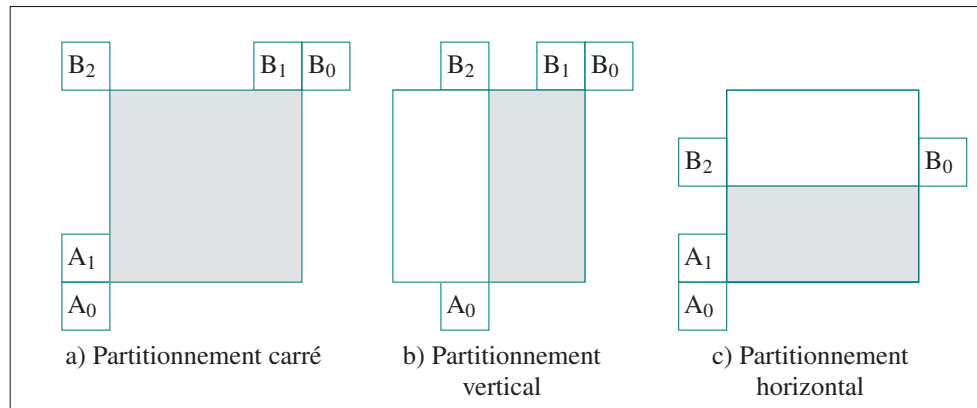 B2 B1 B0
A1
A0
a) Partitionnement carré
B2 B1 B0
A0
b) Partitionnement
vertical
B2 B0
A1
A0
c) Partitionnement
horizontal